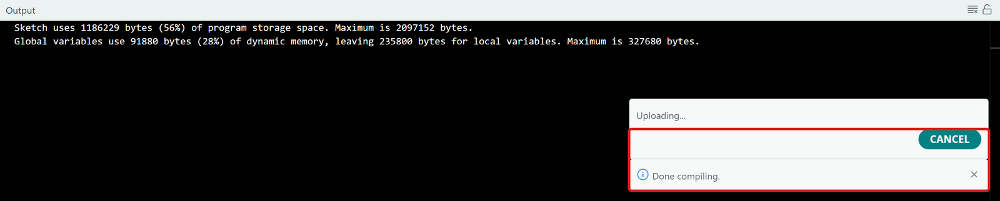 Output
Sketch uses 1186229 bytes (56%) of program storage space. Maximum is 2097152 bytes.
Global variables use 91880 bytes (28%) of dynamic memory, leaving 235800 bytes for local variables. Maximum is 327680 bytes.
Uploading...
CANCEL
Done compiling.